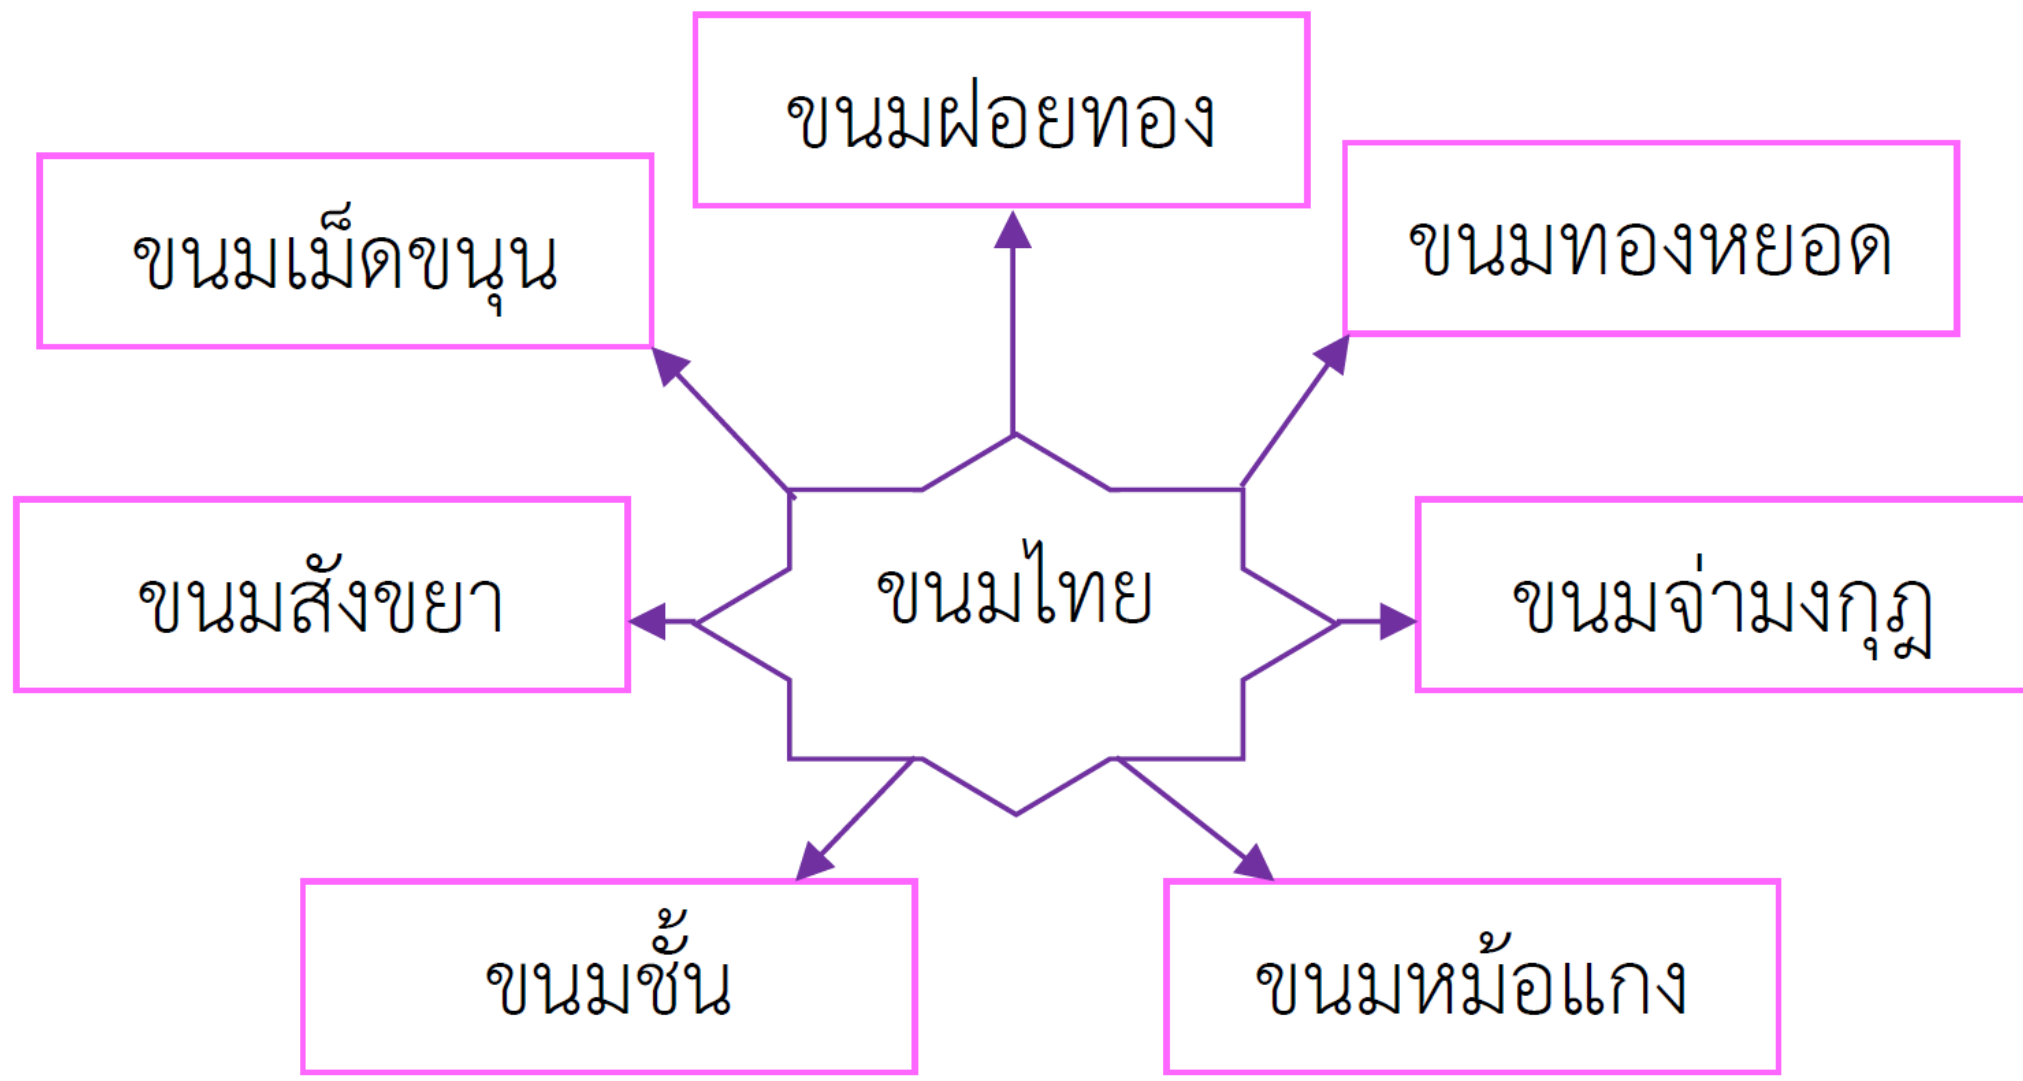 ขนมฝอยทอง
ขนมเม็ดขนุน
ขนมทองหยอด
ขนมสังขยา
ขนมไทย
ขนมจ่ามงกุฎ
ขนมชั้น
ขนมหม้อแกง